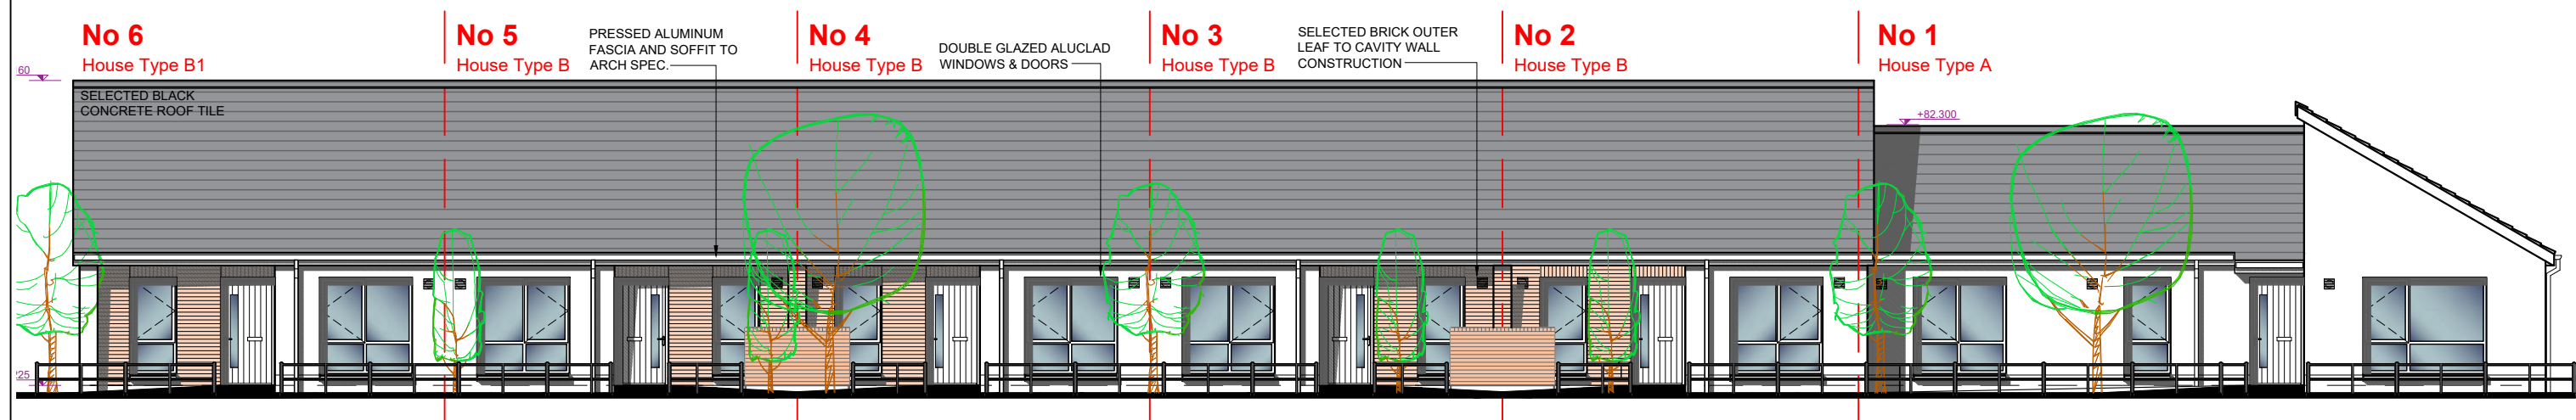 No 6
House Type B1
No 5
House Type B
PRESSED ALUMINUM
FASCIA AND SOFFIT TO
ARCH SPEC.
No 4
House Type B
DOUBLE GLAZED ALUCLAD
WINDOWS & DOORS
No 3
House Type B
SELECTED BRICK OUTER
LEAF TO CAVITY WALL
CONSTRUCTION
No 2
House Type B
No 1
House Type A
60
SELECTED BLACK
CONCRETE ROOF TILE
+82.300
225